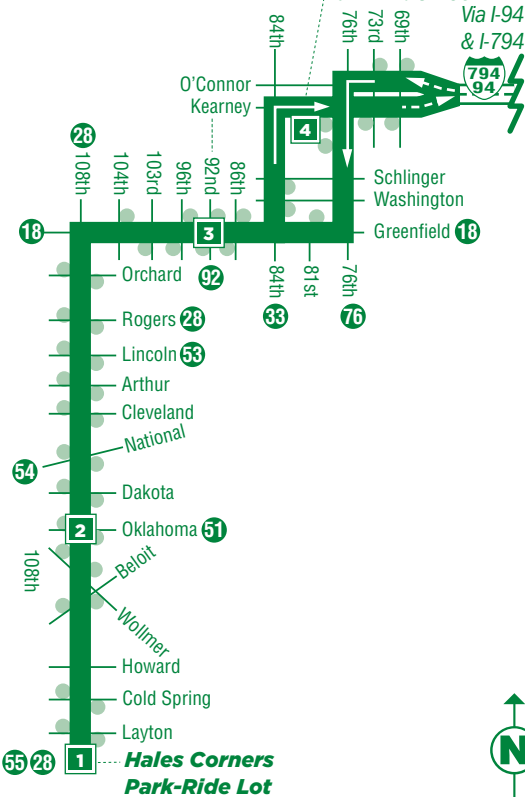 Via I-94
& I-794
84th
76th
73rd
69th
794
94
O'Connor
Kearney
4
28
108th
104th
103rd
96th
92nd
86th
Schlinger
Washington
18
3
Greenfield 18
Orchard
92
84th
81st
76th
33
76
Rogers 28
Lincoln 53
Arthur
Cleveland
National
54
Dakota
2
Oklahoma 51
108th
Beloit
Wollmer
Howard
Cold Spring
Layton
55 28
1
Hales Corners
Park-Ride Lot
N